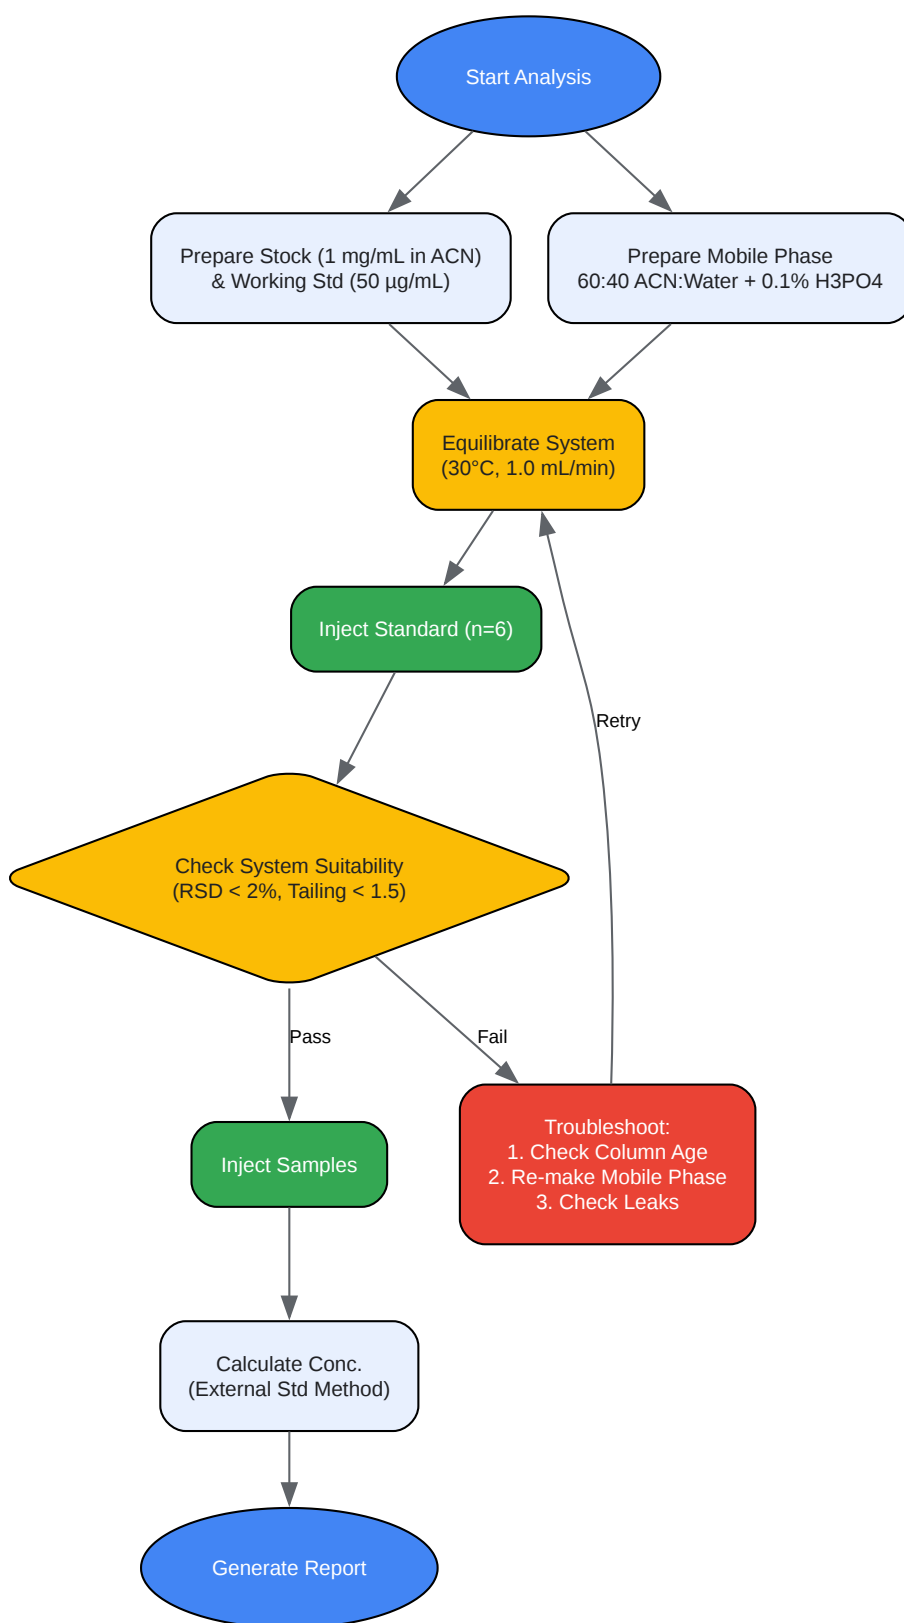 Start Analysis
Prepare Stock (1 mg/mL in ACN)
& Working Std (50 µg/mL)
Prepare Mobile Phase
60:40 ACN:Water + 0.1% H3PO4
Equilibrate System
(30°C, 1.0 mL/min)
Inject Standard (n=6)
Retry
Check System Suitability
(RSD < 2%, Tailing < 1.5)
Pass
Fail
Troubleshoot:
1. Check Column Age
2. Re-make Mobile Phase
3. Check Leaks
Inject Samples
Calculate Conc.
(External Std Method)
Generate Report